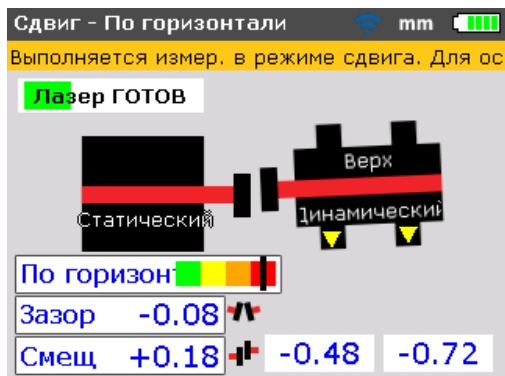 Сдвиг - По горизонтали mm
Выполняется измер. в режиме сдвига. Для ос
Лазер ГОТОВ
Верх
Статический
Динамический
По горизонт
Зазор -0.08
Смещ +0.18 -0.48 -0.72